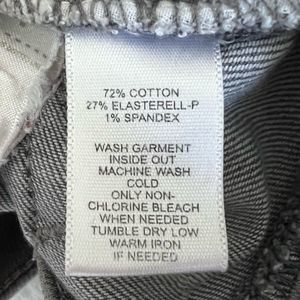 72% COTTON
27% ELASTERELL-P
1% SPANDEX
WASH GARMENT
INSIDE OUT
MACHINE WASH
COLD
ONLY NON-
CHLORINE BLEACH
WHEN NEEDED
TUMBLE DRY LOW
WARM IRON
IF NEEDED